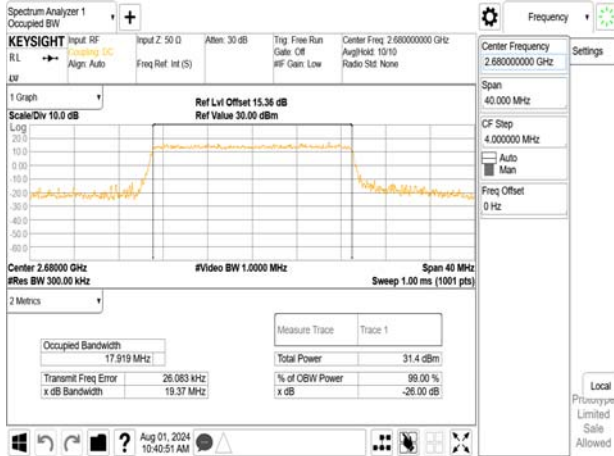 Spectrum Analyzer 1
Occupied BW
+
Frequency
KEYSIGHT Input: RF Input Z: 50 Ω Atten: 30 dB Trig: Free Run Center Freq: 2.680000000 GHz
RL Coupling: DC Gate: Off Avg|Hold: 10/10
Align: Auto Freq Ref: Int (S) #IF Gain: Low Radio Std: None
Center Frequency
2.680000000 GHz
Settings
Span
40.000 MHz
CF Step
4.000000 MHz
Auto
Man
Freq Offset
0 Hz
1 Graph
Ref Lvl Offset 15.36 dB
Scale/Div 10.0 dB Ref Value 30.00 dBm
Log
20.0
10.0
0.00
-10.0
-20.0
-30.0
-40.0
-50.0
-60.0
Center 2.68000 GHz #Video BW 1.0000 MHz Span 40 MHz
#Res BW 300.00 kHz Sweep 1.00 ms (1001 pts)
2 Metrics
Measure Trace Trace 1
Occupied Bandwidth
17.919 MHz Total Power 31.4 dBm
Transmit Freq Error 26.083 kHz % of OBW Power 99.00 %
x dB Bandwidth 19.37 MHz x dB -26.00 dB
Local
Prototype
Limited
Sale
Allowed
?
Aug 01, 2024
10:40:51 AM